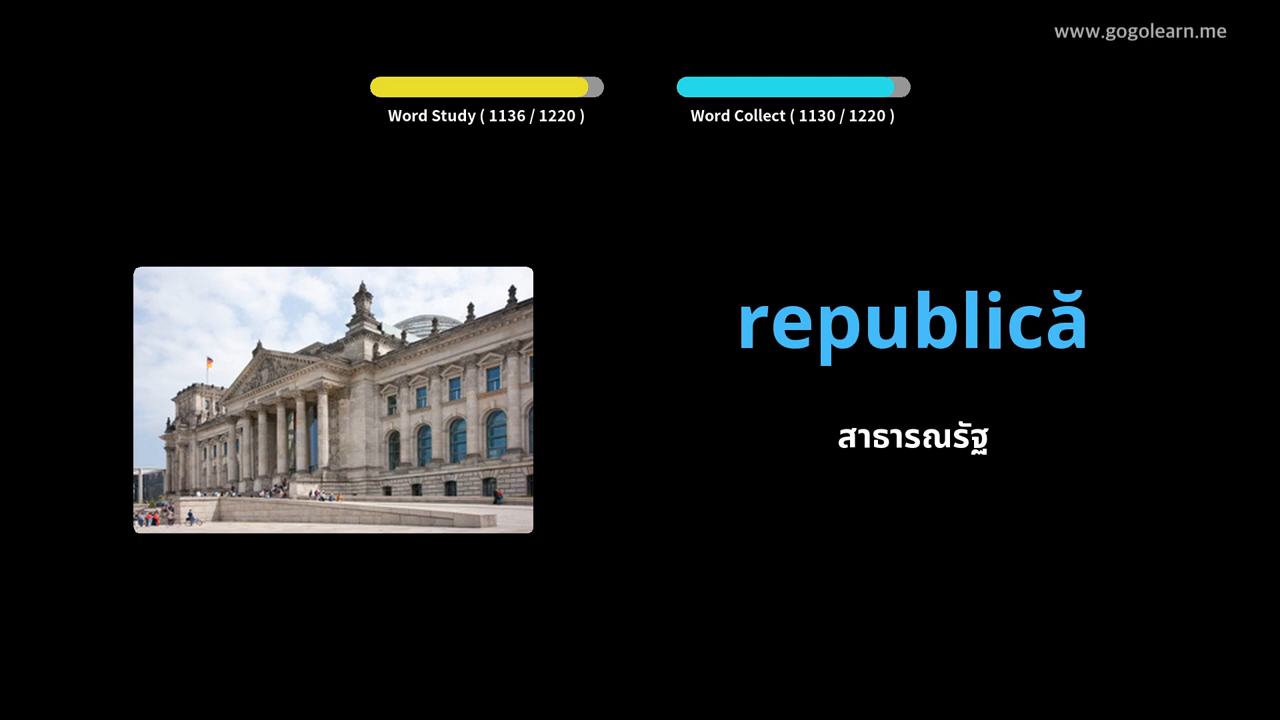 www.gogolearn.me
Word Study ( 1136 / 1220 )
Word Collect ( 1130 / 1220 )
republică
สาธารณรัฐ